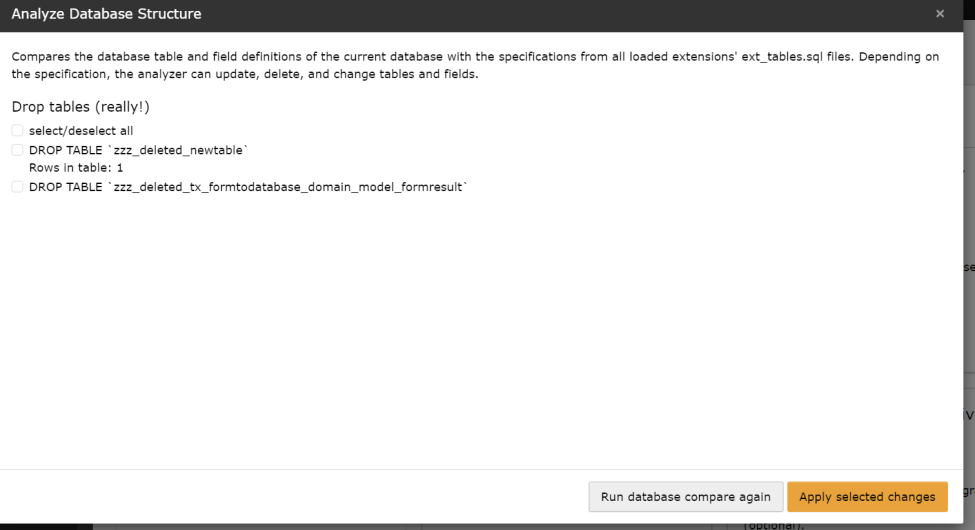 Analyze Database Structure ×
Compares the database table and field definitions of the current database with the specifications from all loaded extensions' ext_tables.sql files. Depending on
the specification, the analyzer can update, delete, and change tables and fields.
Drop tables (really!)
select/deselect all
DROP TABLE `zzz_deleted_newtable`
Rows in table: 1
DROP TABLE `zzz_deleted_tx_formtodatabase_domain_model_formresult`
Run database compare again
Apply selected changes
(optional).